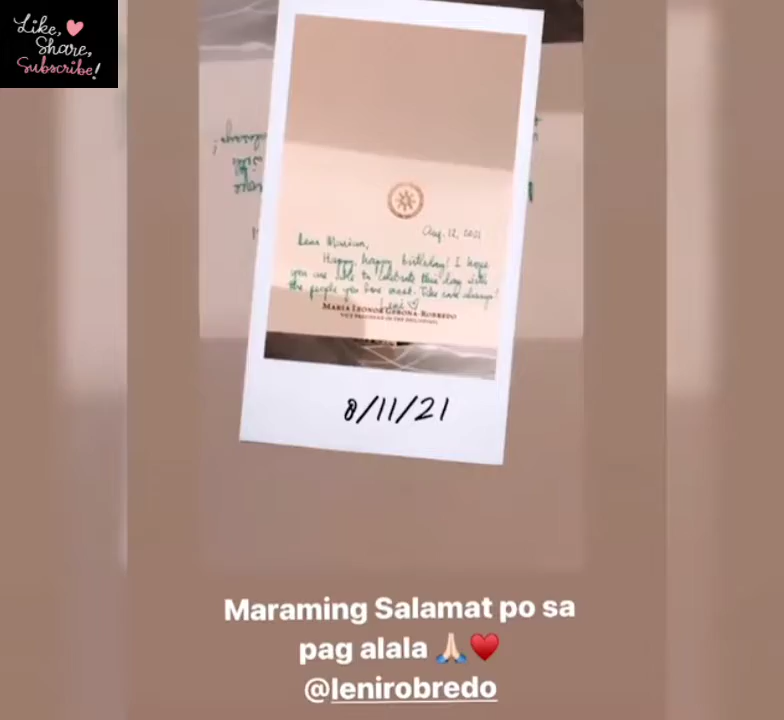 Like,
Share,
Subscribe!
Aug. 12, 2021
Dear Marian,
Happy, happy birthday! I hope
you are able to celebrate this day with
the people you love most. Take care always!
Leni
MARIA LEONOR GERONA-ROBREDO
VICE PRESIDENT OF THE PHILIPPINES
8/11/21
Maraming Salamat po sa
pag alala 🙏🏻♥️
@lenirobredo